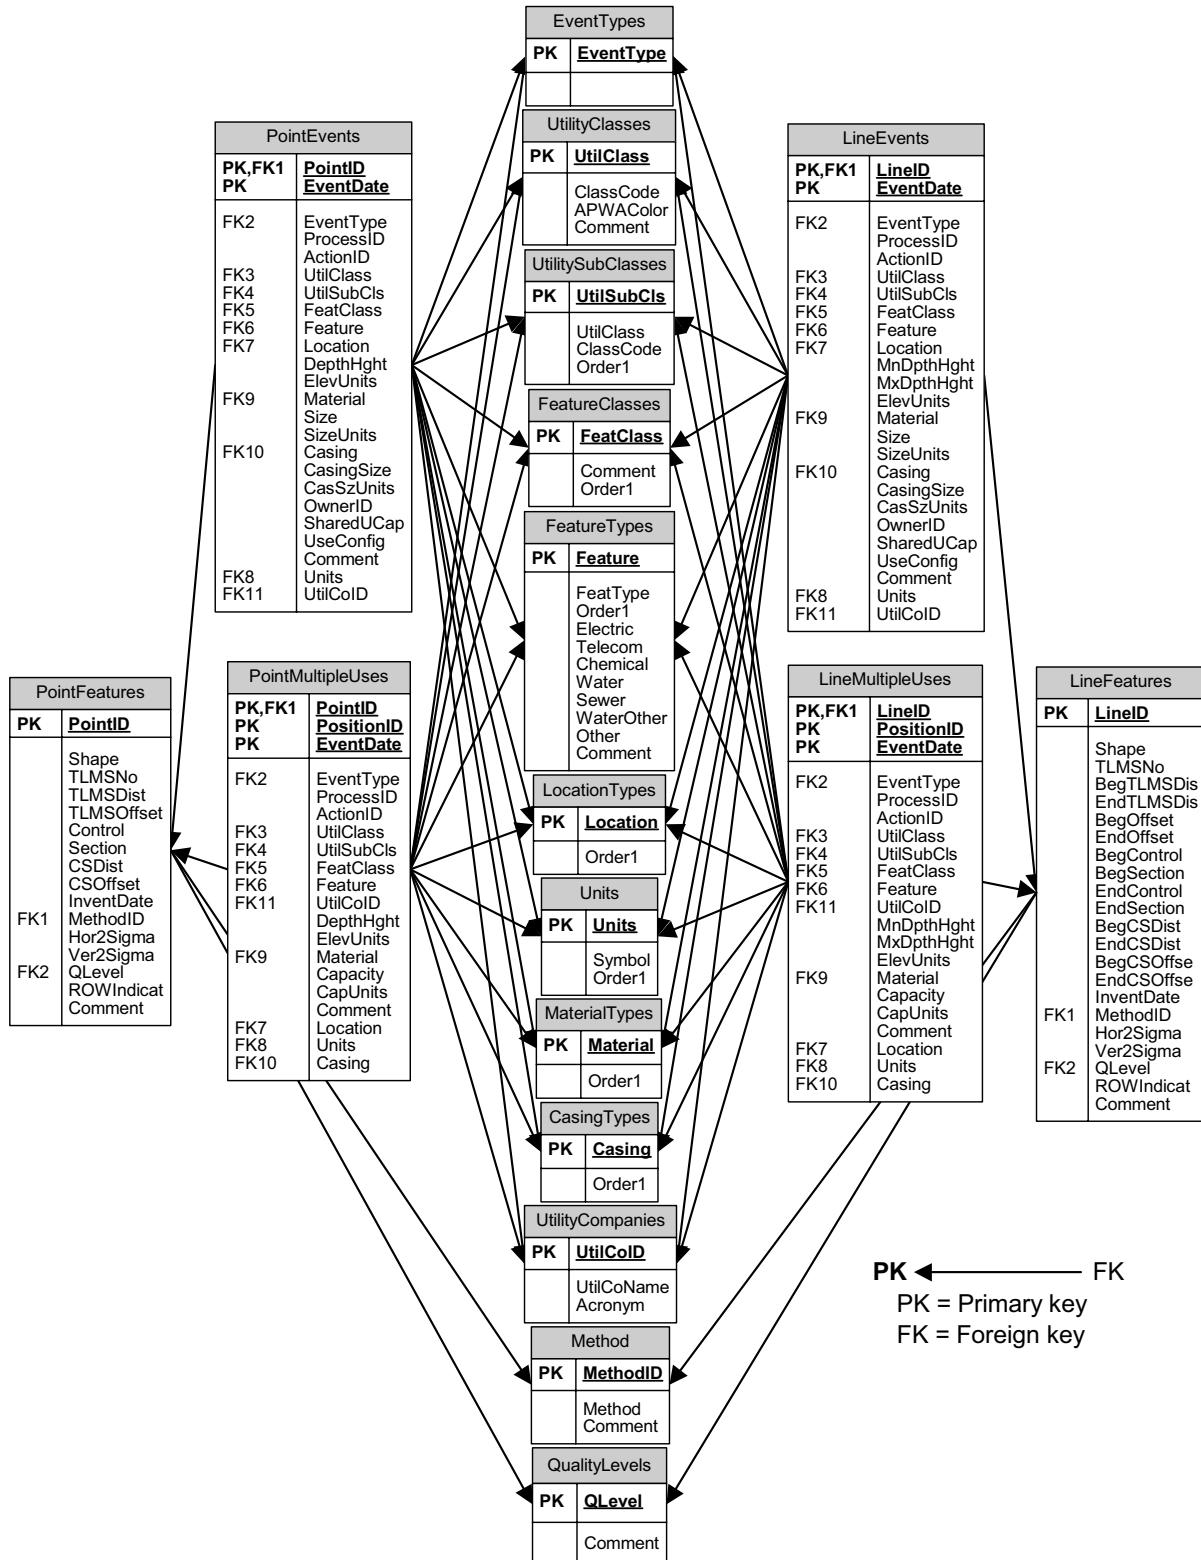 EventTypes
PK EventType
UtilityClasses
PK UtilClass
ClassCode
APWAColor
Comment
UtilitySubClasses
PK UtilSubCls
UtilClass
ClassCode
Order1
FeatureClasses
PK FeatClass
Comment
Order1
FeatureTypes
PK Feature
FeatType
Order1
Electric
Telecom
Chemical
Water
Sewer
WaterOther
Other
Comment
LocationTypes
PK Location
Order1
Units
PK Units
Symbol
Order1
MaterialTypes
PK Material
Order1
CasingTypes
PK Casing
Order1
UtilityCompanies
PK UtilCoID
UtilCoName
Acronym
Method
PK MethodID
Method
Comment
QualityLevels
PK QLevel
Comment
PointEvents
PK,FK1 PointID
PK EventDate
FK2 EventType
ProcessID
ActionID
FK3 UtilClass
FK4 UtilSubCls
FK5 FeatClass
FK6 Feature
FK7 Location
DepthHght
ElevUnits
FK9 Material
Size
SizeUnits
FK10 Casing
CasingSize
CasSzUnits
OwnerID
SharedUCap
UseConfig
Comment
FK8 Units
FK11 UtilCoID
PointFeatures
PK PointID
Shape
TLMSNo
TLMSDist
TLMSOffset
Control
Section
CSDist
CSOffset
InventDate
FK1 MethodID
Hor2Sigma
Ver2Sigma
FK2 QLevel
ROWIndicat
Comment
PointMultipleUses
PK,FK1 PointID
PK PositionID
PK EventDate
FK2 EventType
ProcessID
ActionID
FK3 UtilClass
FK4 UtilSubCls
FK5 FeatClass
FK6 Feature
FK11 UtilCoID
DepthHght
ElevUnits
FK9 Material
Capacity
CapUnits
Comment
FK7 Location
FK8 Units
FK10 Casing
LineEvents
PK,FK1 LineID
PK EventDate
FK2 EventType
ProcessID
ActionID
FK3 UtilClass
FK4 UtilSubCls
FK5 FeatClass
FK6 Feature
FK7 Location
MnDpthHght
MxDpthHght
ElevUnits
FK9 Material
Size
SizeUnits
FK10 Casing
CasingSize
CasSzUnits
OwnerID
SharedUCap
UseConfig
Comment
FK8 Units
FK11 UtilCoID
LineMultipleUses
PK,FK1 LineID
PK PositionID
PK EventDate
FK2 EventType
ProcessID
ActionID
FK3 UtilClass
FK4 UtilSubCls
FK5 FeatClass
FK6 Feature
FK11 UtilCoID
MnDpthHght
MxDpthHght
ElevUnits
FK9 Material
Capacity
CapUnits
Comment
FK7 Location
FK8 Units
FK10 Casing
LineFeatures
PK LineID
Shape
TLMSNo
BegTLMSDis
EndTLMSDis
BegOffset
EndOffset
BegControl
BegSection
EndControl
EndSection
BegCSDist
EndCSDist
BegCSOffse
EndCSOffse
InventDate
FK1 MethodID
Hor2Sigma
Ver2Sigma
FK2 QLevel
ROWIndicat
Comment
PK FK
PK = Primary key
FK = Foreign key